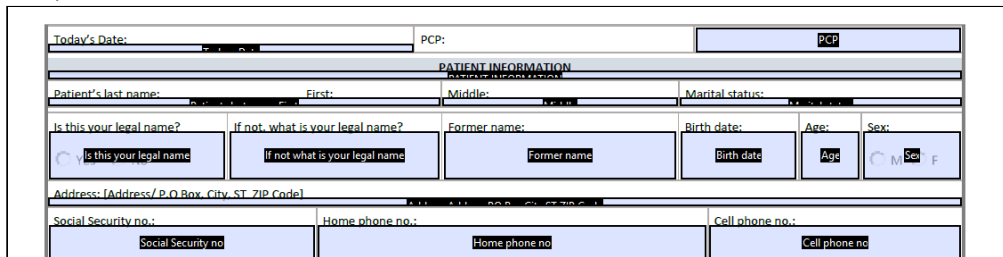 Today's Date: PCP: PCP
PATIENT INFORMATION
PATIENT INFORMATION
Patient's last name: First: Middle: Marital status:
Is this your legal name? If not, what is your legal name? Former name: Birth date: Age: Sex:
Is this your legal name If not what is your legal name Former name Birth date Age M Sex F
Address: [Address/ P.O Box, City, ST ZIP Code]
Social Security no.: Home phone no.: Cell phone no.:
Social Security no Home phone no Cell phone no